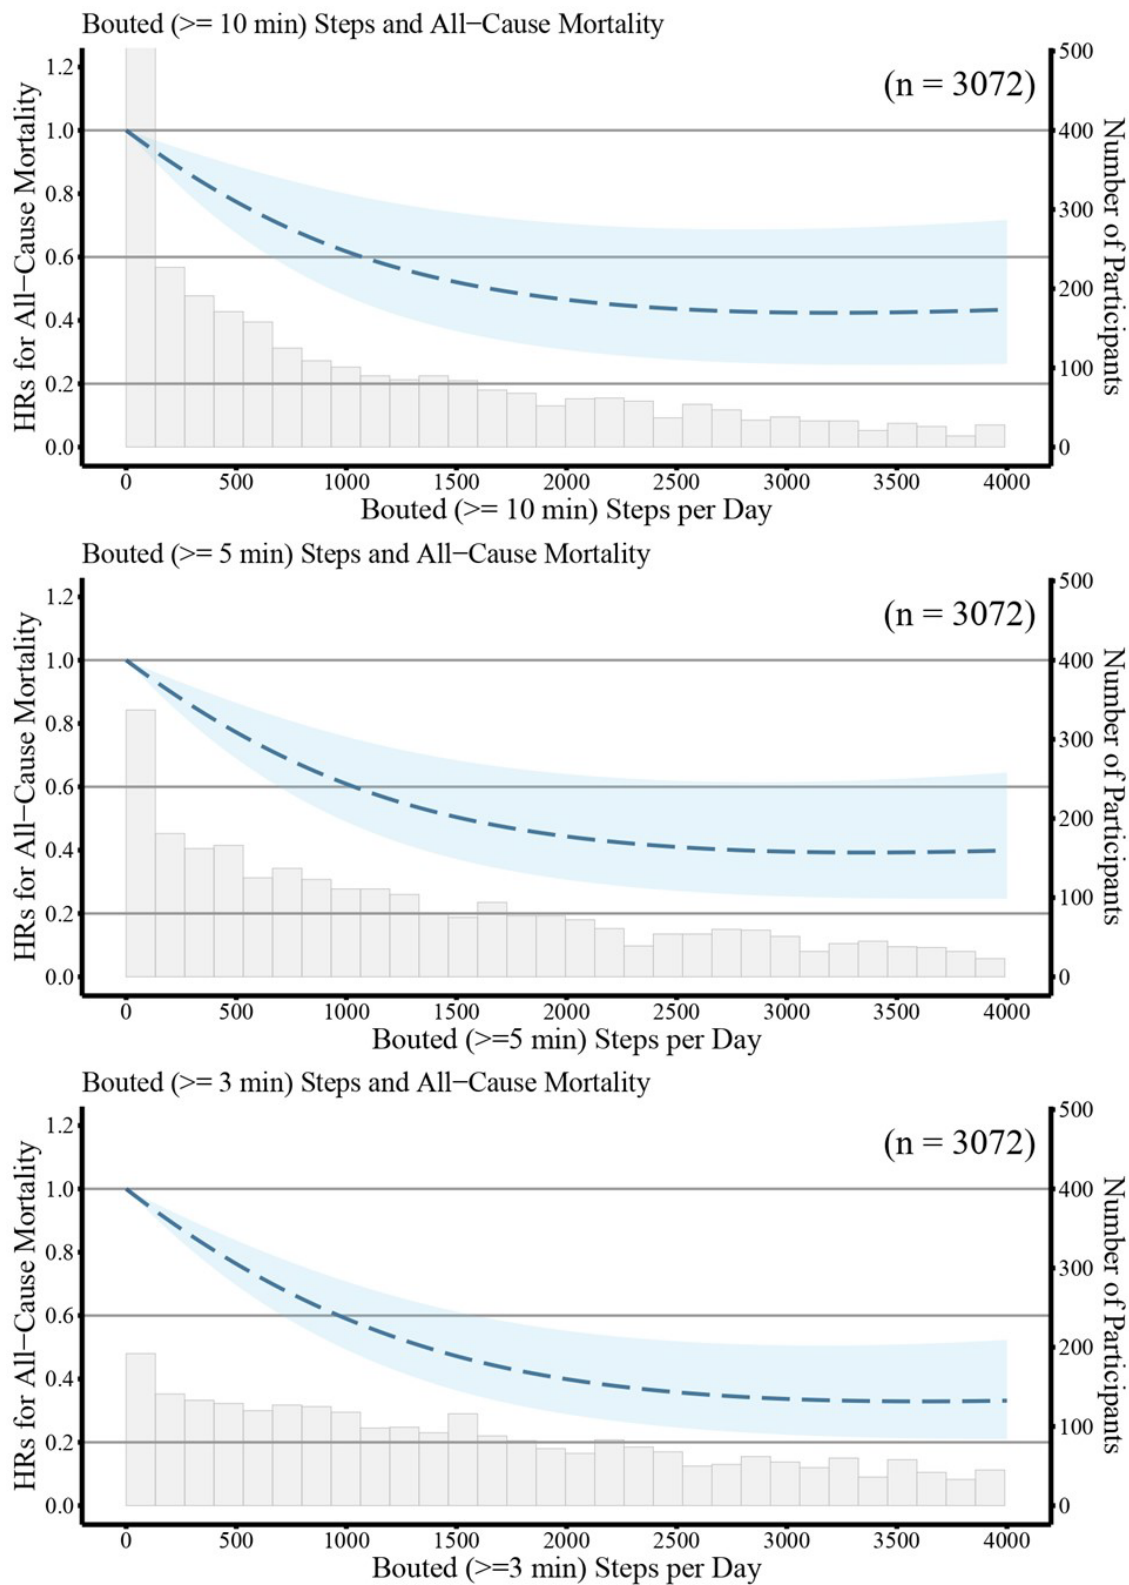 Bouted (>= 10 min) Steps and All−Cause Mortality
(n = 3072)
HRs for All−Cause Mortality
1.2
1.0
0.8
0.6
0.4
0.2
0.0
500
400
300
200
100
0
Number of Participants
0 500 1000 1500 2000 2500 3000 3500 4000
Bouted (>= 10 min) Steps per Day
Bouted (>= 5 min) Steps and All−Cause Mortality
(n = 3072)
HRs for All−Cause Mortality
1.2
1.0
0.8
0.6
0.4
0.2
0.0
500
400
300
200
100
0
Number of Participants
0 500 1000 1500 2000 2500 3000 3500 4000
Bouted (>=5 min) Steps per Day
Bouted (>= 3 min) Steps and All−Cause Mortality
(n = 3072)
HRs for All−Cause Mortality
1.2
1.0
0.8
0.6
0.4
0.2
0.0
500
400
300
200
100
0
Number of Participants
0 500 1000 1500 2000 2500 3000 3500 4000
Bouted (>=3 min) Steps per Day